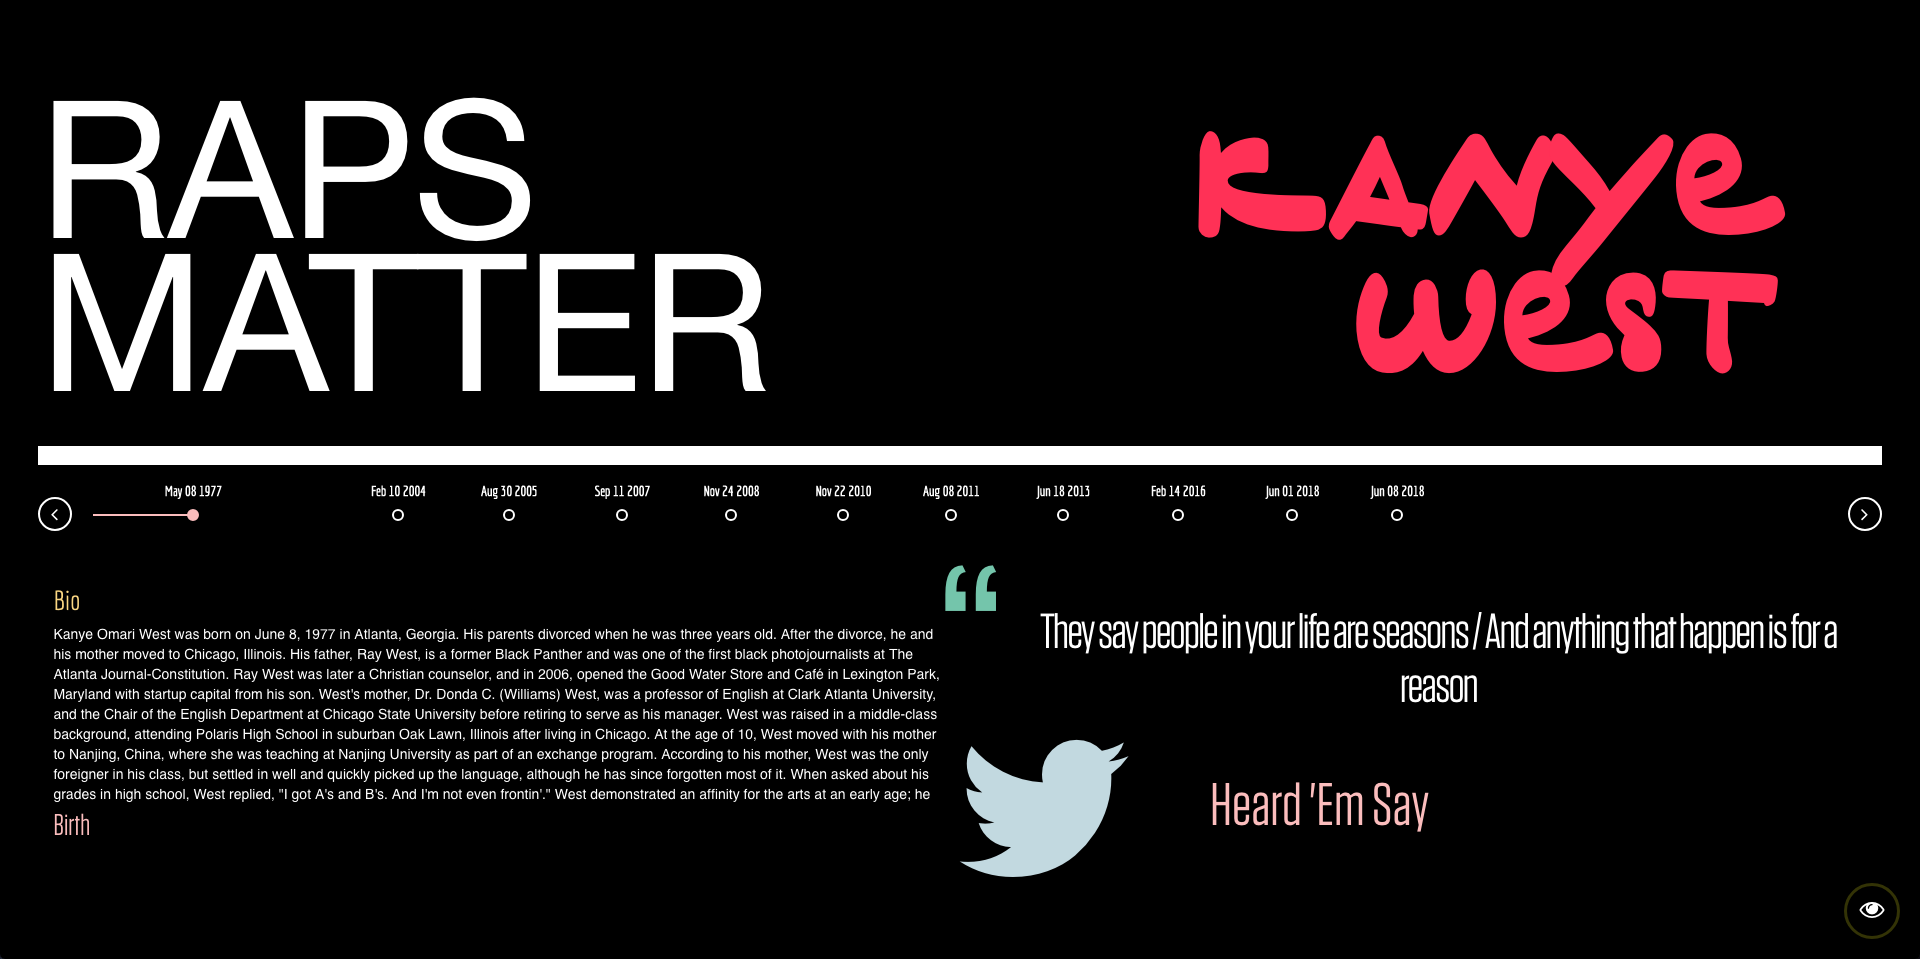 RAPS
MATTER
KANYe
WesT
May 08 1977
Feb 10 2004
Aug 30 2005
Sep 11 2007
Nov 24 2008
Nov 22 2010
Aug 08 2011
Jun 18 2013
Feb 14 2016
Jun 01 2018
Jun 08 2018
Bio
Kanye Omari West was born on June 8, 1977 in Atlanta, Georgia. His parents divorced when he was three years old. After the divorce, he and
his mother moved to Chicago, Illinois. His father, Ray West, is a former Black Panther and was one of the first black photojournalists at The
Atlanta Journal-Constitution. Ray West was later a Christian counselor, and in 2006, opened the Good Water Store and Café in Lexington Park,
Maryland with startup capital from his son. West's mother, Dr. Donda C. (Williams) West, was a professor of English at Clark Atlanta University,
and the Chair of the English Department at Chicago State University before retiring to serve as his manager. West was raised in a middle-class
background, attending Polaris High School in suburban Oak Lawn, Illinois after living in Chicago. At the age of 10, West moved with his mother
to Nanjing, China, where she was teaching at Nanjing University as part of an exchange program. According to his mother, West was the only
foreigner in his class, but settled in well and quickly picked up the language, although he has since forgotten most of it. When asked about his
grades in high school, West replied, "I got A's and B's. And I'm not even frontin'." West demonstrated an affinity for the arts at an early age; he
Birth
“
They say people in your life are seasons / And anything that happen is for a
reason
Heard 'Em Say